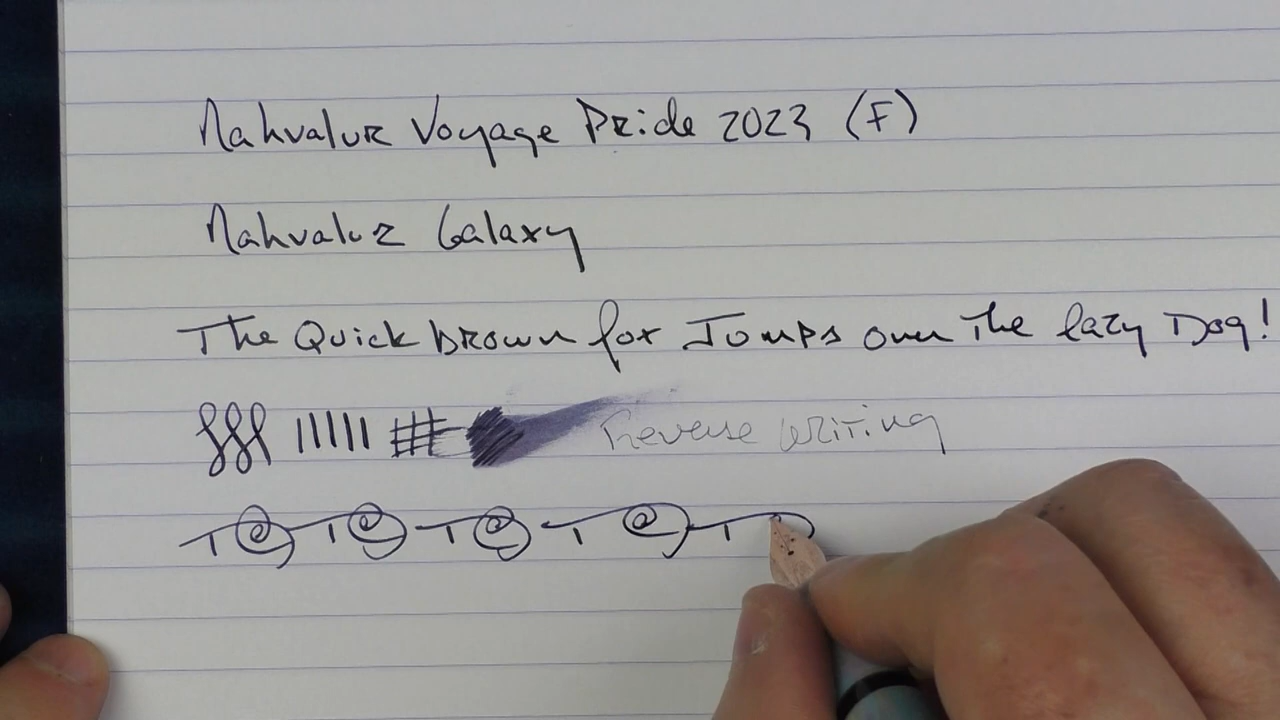 Nahvalur Voyage Pride 2023 (F)
Nahvalur Galaxy
The Quick brown fox Jumps over The lazy Dog!
Reverse Writing